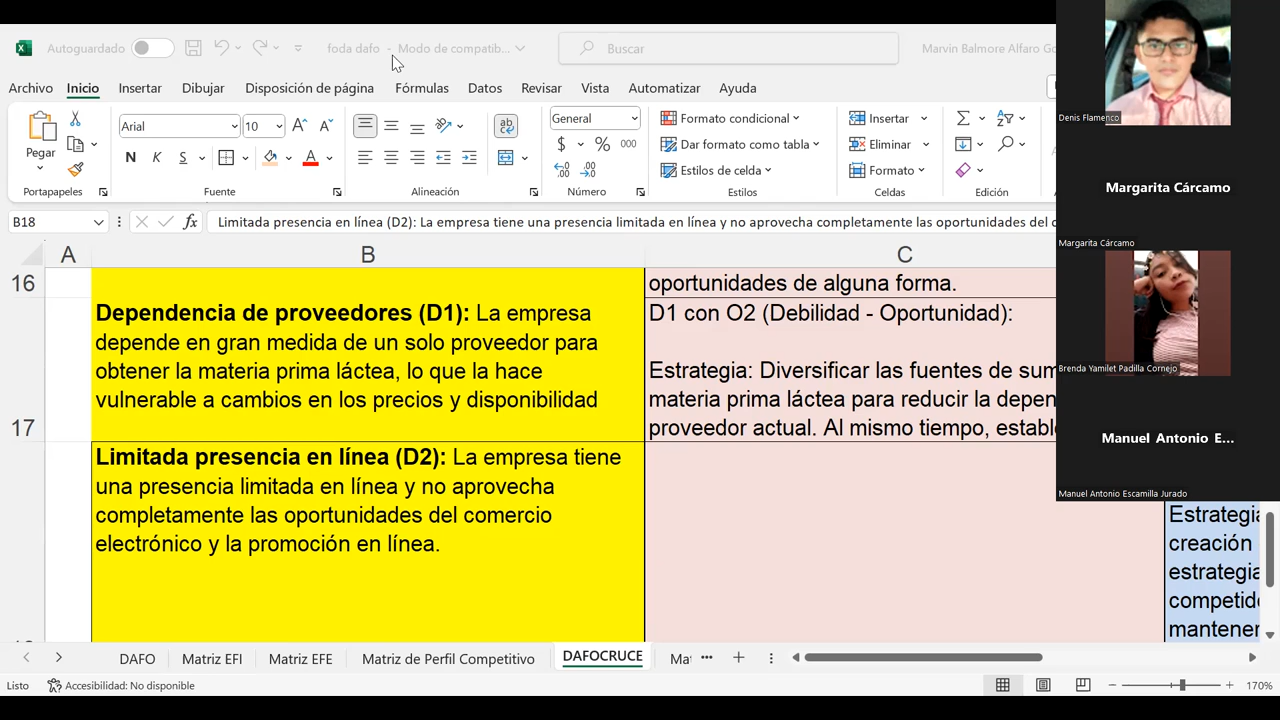 Autoguardado
foda dafo - Modo de compatib...
Buscar
Marvin Balmore Alfaro Go
Archivo Inicio Insertar Dibujar Disposición de página Fórmulas Datos Revisar Vista Automatizar Ayuda
Pegar
Arial 10
N K S
General
$ % 000
Formato condicional
Dar formato como tabla
Estilos de celda
Insertar
Eliminar
Formato
Portapapeles Fuente Alineación Número Estilos Celdas Edición
B18
fx
Limitada presencia en línea (D2): La empresa tiene una presencia limitada en línea y no aprovecha completamente las oportunidades del c
A B C
16
oportunidades de alguna forma.
17
Dependencia de proveedores (D1): La empresa
depende en gran medida de un solo proveedor para
obtener la materia prima láctea, lo que la hace
vulnerable a cambios en los precios y disponibilidad
D1 con O2 (Debilidad - Oportunidad):
Estrategia: Diversificar las fuentes de sum
materia prima láctea para reducir la depen
proveedor actual. Al mismo tiempo, establ
Limitada presencia en línea (D2): La empresa tiene
una presencia limitada en línea y no aprovecha
completamente las oportunidades del comercio
electrónico y la promoción en línea.
Estrategia
creación
estrategia
competido
mantener
Denis Flamenco
Margarita Cárcamo
Margarita Cárcamo
Brenda Yamilet Padilla Cornejo
Manuel Antonio E...
Manuel Antonio Escamilla Jurado
DAFO Matriz EFI Matriz EFE Matriz de Perfil Competitivo DAFOCRUCE Mat ...
Listo
Accesibilidad: No disponible
170%